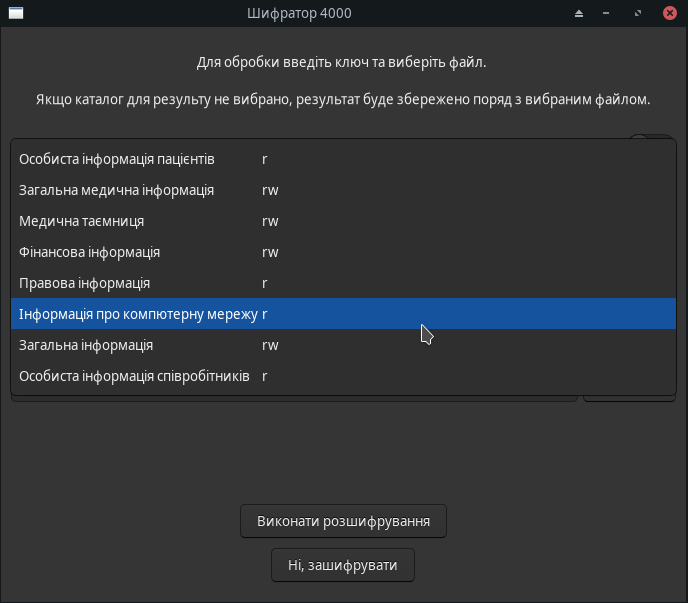 Шифратор 4000
Для обробки введіть ключ та виберіть файл.
Якщо каталог для результу не вибрано, результат буде збережено поряд з вибраним файлом.
Особиста інформація пацієнтів r
Загальна медична інформація rw
Медична таємниця rw
Фінансова інформація rw
Правова інформація r
Інформація про компютерну мережу r
Загальна інформація rw
Особиста інформація співробітників r
Виконати розшифрування
Ні, зашифрувати